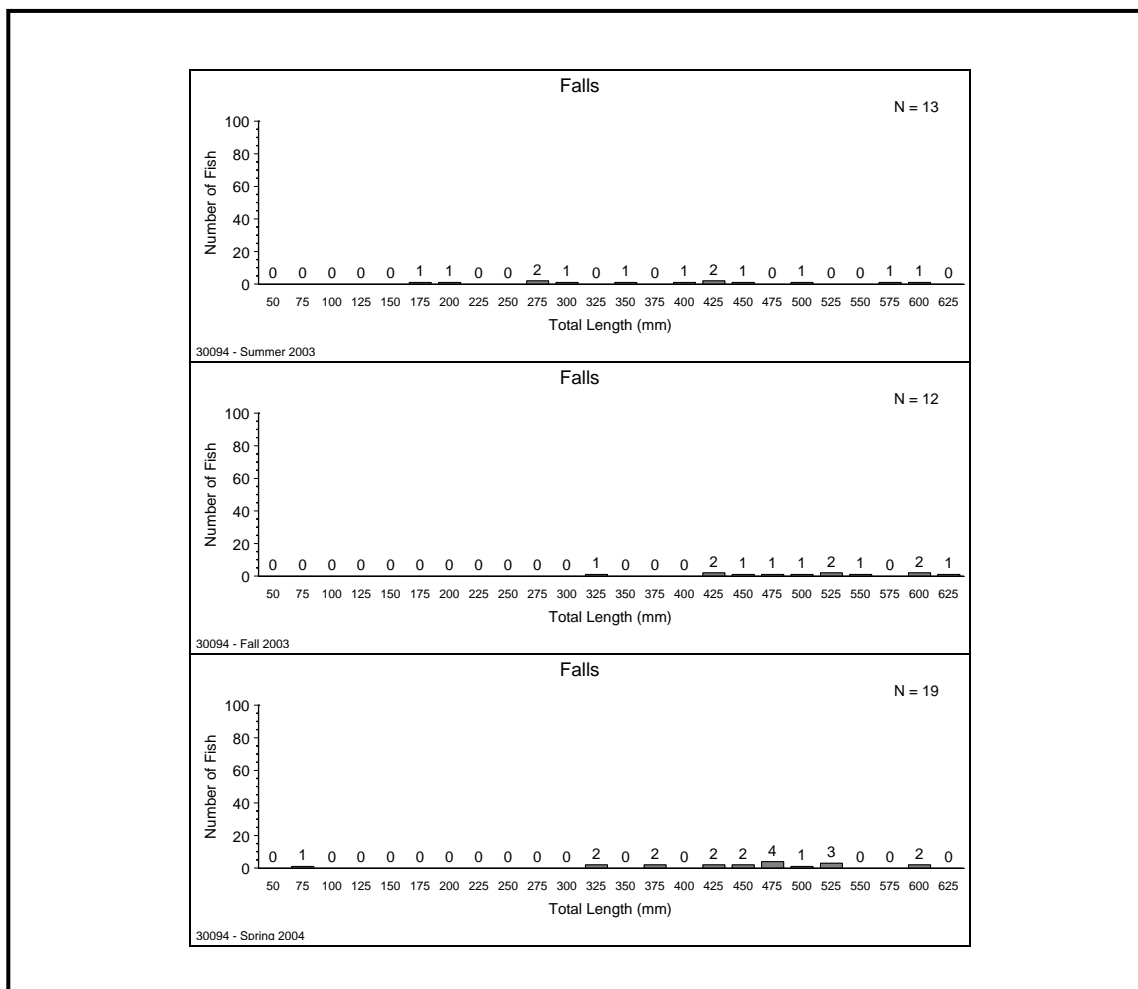 Falls
N = 13
100
80
60
40
20
0
Number of Fish
0 0 0 0 0 1 1 0 0 2 1 0 1 0 1 2 1 0 1 0 0 1 1 0
50 75 100 125 150 175 200 225 250 275 300 325 350 375 400 425 450 475 500 525 550 575 600 625
Total Length (mm)
30094 - Summer 2003
Falls
N = 12
100
80
60
40
20
0
Number of Fish
0 0 0 0 0 0 0 0 0 0 0 1 0 0 0 2 1 1 1 2 1 0 2 1
50 75 100 125 150 175 200 225 250 275 300 325 350 375 400 425 450 475 500 525 550 575 600 625
Total Length (mm)
30094 - Fall 2003
Falls
N = 19
100
80
60
40
20
0
Number of Fish
0 1 0 0 0 0 0 0 0 0 0 2 0 2 0 2 2 4 1 3 0 0 2 0
50 75 100 125 150 175 200 225 250 275 300 325 350 375 400 425 450 475 500 525 550 575 600 625
Total Length (mm)
30094 - Spring 2004